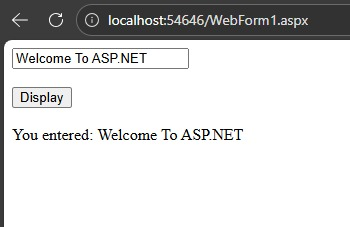 localhost:54646/WebForm1.aspx
Welcome To ASP.NET
Display
You entered: Welcome To ASP.NET